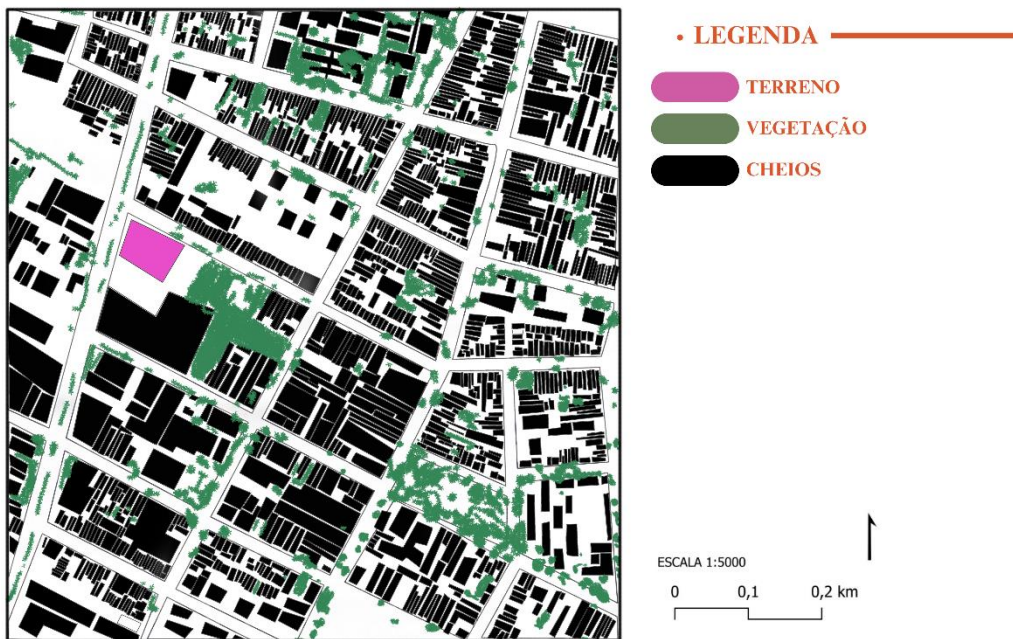 • LEGENDA
TERRENO
VEGETAÇÃO
CHEIOS
ESCALA 1:5000
0 0,1 0,2 km